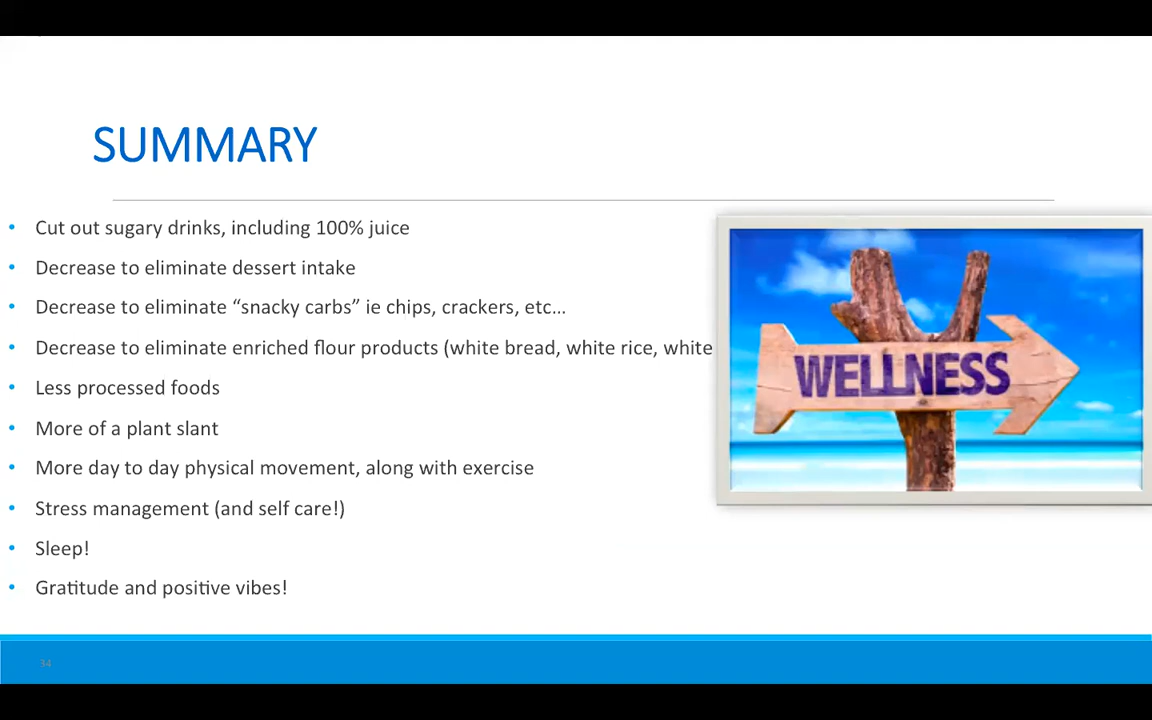 SUMMARY
• Cut out sugary drinks, including 100% juice
• Decrease to eliminate dessert intake
• Decrease to eliminate “snacky carbs” ie chips, crackers, etc…
• Decrease to eliminate enriched flour products (white bread, white rice, white
• Less processed foods
• More of a plant slant
• More day to day physical movement, along with exercise
• Stress management (and self care!)
• Sleep!
• Gratitude and positive vibes!
WELLNESS
34